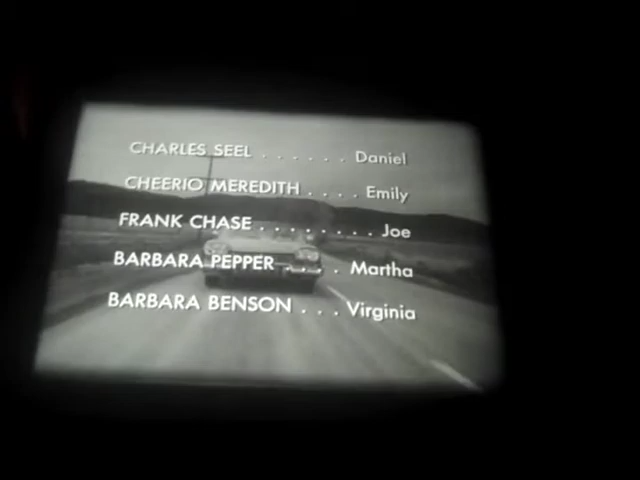 CHARLES SEEL . . . . . . Daniel
CHEERIO MEREDITH . . . . Emily
FRANK CHASE . . . . . . . . Joe
BARBARA PEPPER . . . . Martha
BARBARA BENSON . . . Virginia